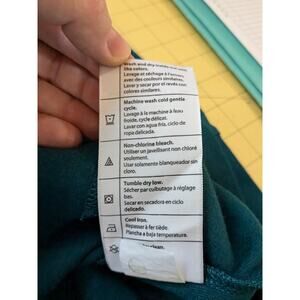 Wash and dry inside out with
like colors.
Lavage et séchage à l'envers
avec des couleurs similaires.
Lavar y secar por el revés con
colores similares.
Machine wash cold gentle
cycle.
Lavage à la machine à l'eau
froide, cycle délicat.
Lavar con agua fría, ciclo de
ropa delicada.
Non-chlorine bleach.
Utiliser un javellisant non chloré
seulement.
Usar solamente blanqueador sin
cloro.
Tumble dry low.
Sécher par culbutage à réglage
bas.
Secar en secadora en ciclo
delicado.
Cool iron.
Repasser à fer tiède.
Plancha a baja temperatura.
clean.